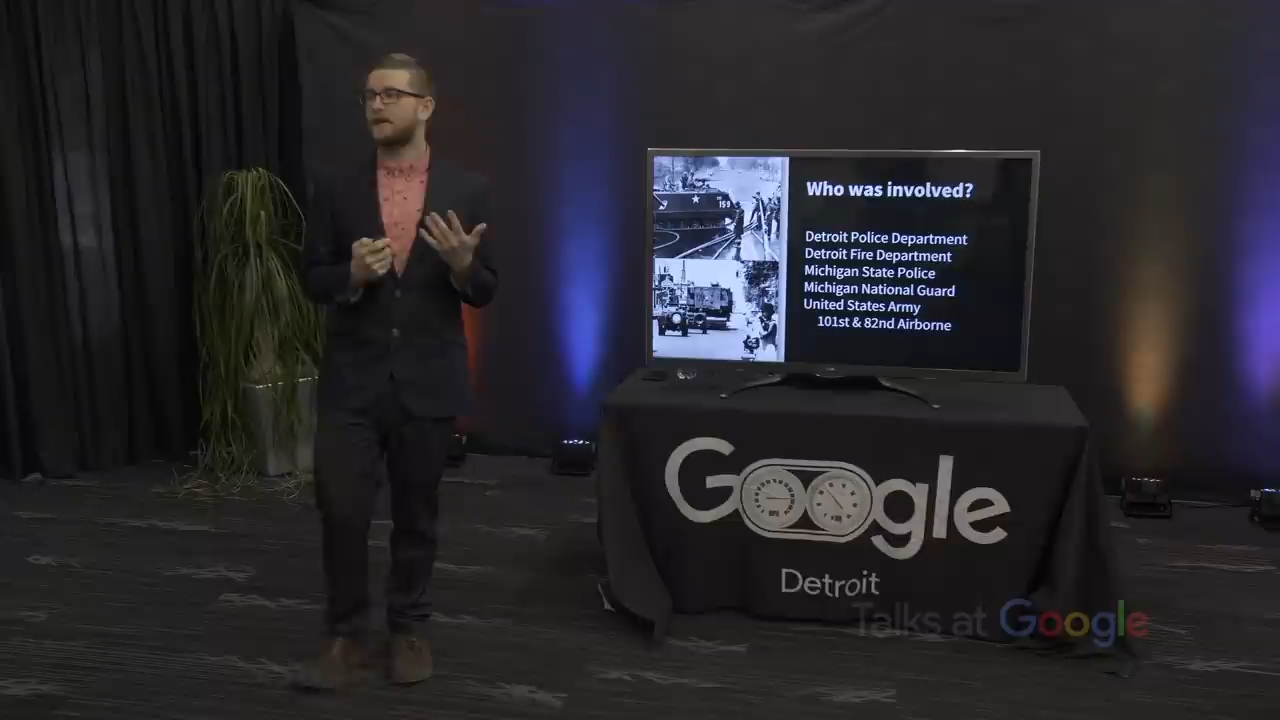 Who was involved?
Detroit Police Department
Detroit Fire Department
Michigan State Police
Michigan National Guard
United States Army
101st & 82nd Airborne
159
Google
Detroit
Talks at Google